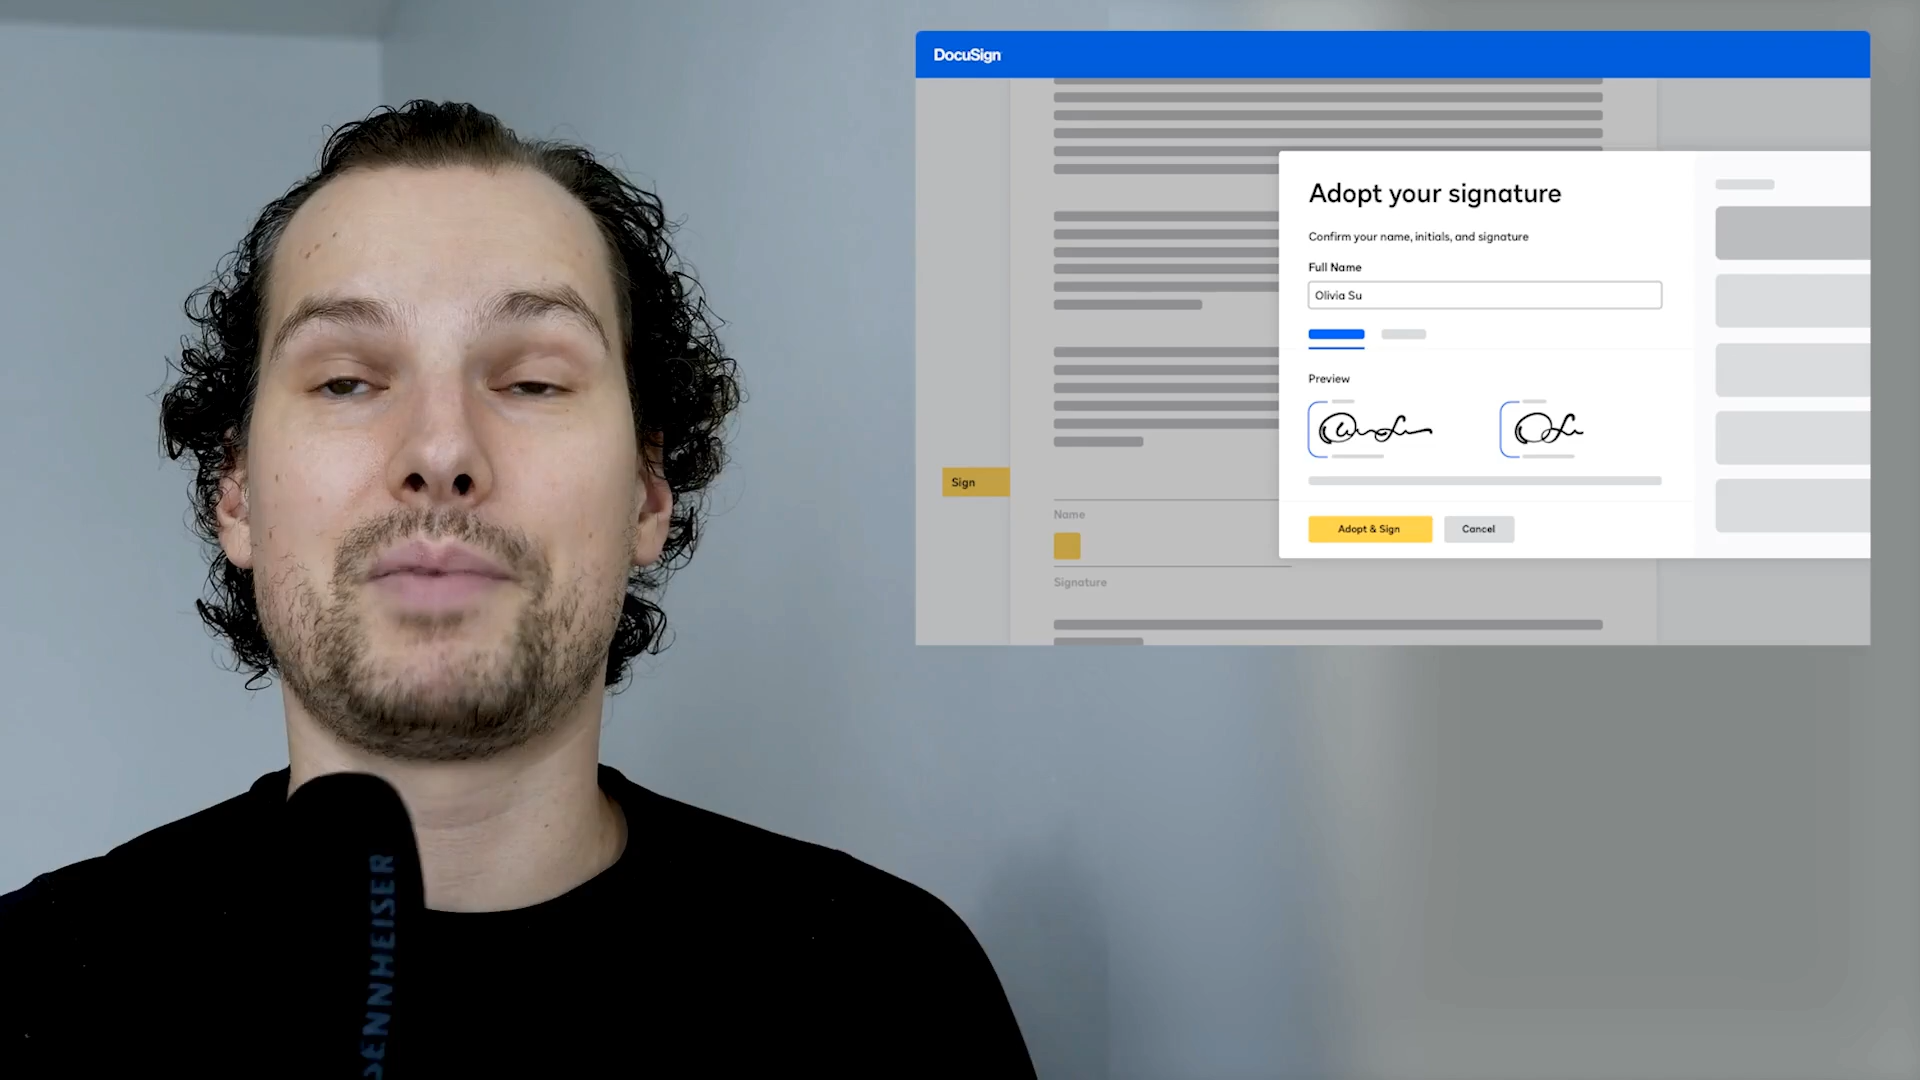 DocuSign
Adopt your signature
Confirm your name, initials, and signature
Full Name
Olivia Su
Preview
Adopt & Sign
Cancel
Sign
Name
Signature
SENNHEISER